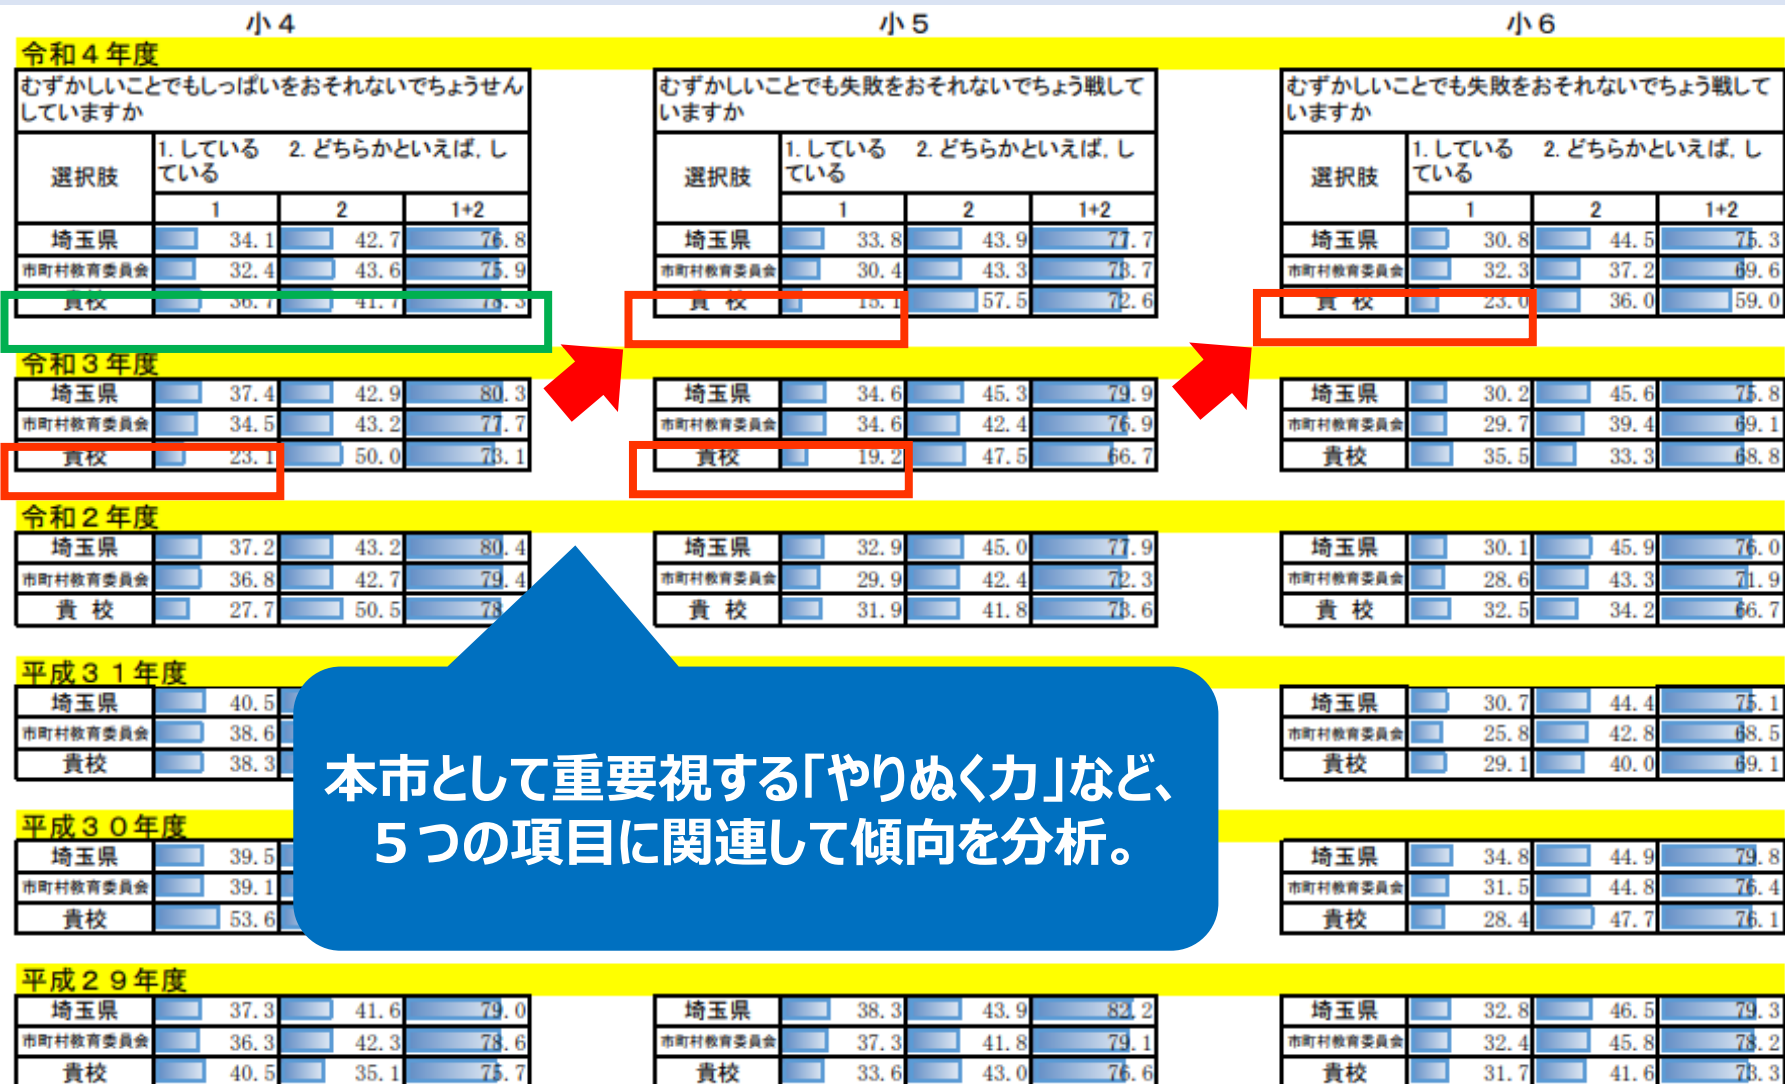 小４ 小５ 小６
令和４年度
むずかしいことでもしっぱいをおそれないでちょうせん
していますか
むずかしいことでも失敗をおそれないでちょう戦して
いますか
むずかしいことでも失敗をおそれないでちょう戦して
いますか
選択肢 1. している 2. どちらかといえば, し
ている
1 2 1+2
選択肢 1. している 2. どちらかといえば, し
ている
1 2 1+2
選択肢 1. している 2. どちらかといえば, し
ている
1 2 1+2
埼玉県 34.1 42.7 76.8 埼玉県 33.8 43.9 77.7 埼玉県 30.8 44.5 75.3
市町村教育委員会 32.4 43.6 75.9 市町村教育委員会 30.4 43.3 73.7 市町村教育委員会 32.3 37.2 69.6
貴校 36.7 41.7 78.3 貴 校 15.1 57.5 72.6 貴 校 23.0 36.0 59.0
令和３年度
埼玉県 37.4 42.9 80.3 埼玉県 34.6 45.3 79.9 埼玉県 30.2 45.6 75.8
市町村教育委員会 34.5 43.2 77.7 市町村教育委員会 34.6 42.4 76.9 市町村教育委員会 29.7 39.4 69.1
貴校 23.1 50.0 73.1 貴校 19.2 47.5 66.7 貴校 35.5 33.3 68.8
令和２年度
埼玉県 37.2 43.2 80.4 埼玉県 32.9 45.0 77.9 埼玉県 30.1 45.9 76.0
市町村教育委員会 36.8 42.7 79.4 市町村教育委員会 29.9 42.4 72.3 市町村教育委員会 28.6 43.3 71.9
貴 校 27.7 50.5 78 貴 校 31.9 41.8 73.6 貴 校 32.5 34.2 66.7
平成３１年度
埼玉県 40.5 埼玉県 30.7 44.4 75.1
市町村教育委員会 38.6 市町村教育委員会 25.8 42.8 68.5
貴校 38.3 貴校 29.1 40.0 69.1
本市として重要視する「やりぬく力」など、
５つの項目に関連して傾向を分析。
平成３０年度
埼玉県 39.5 埼玉県 34.8 44.9 79.8
市町村教育委員会 39.1 市町村教育委員会 31.5 44.8 76.4
貴校 53.6 貴校 28.4 47.7 76.1
平成２９年度
埼玉県 37.3 41.6 79.0 埼玉県 38.3 43.9 82.2 埼玉県 32.8 46.5 79.3
市町村教育委員会 36.3 42.3 78.6 市町村教育委員会 37.3 41.8 79.1 市町村教育委員会 32.4 45.8 78.2
貴校 40.5 35.1 75.7 貴校 33.6 43.0 76.6 貴校 31.7 41.6 73.3